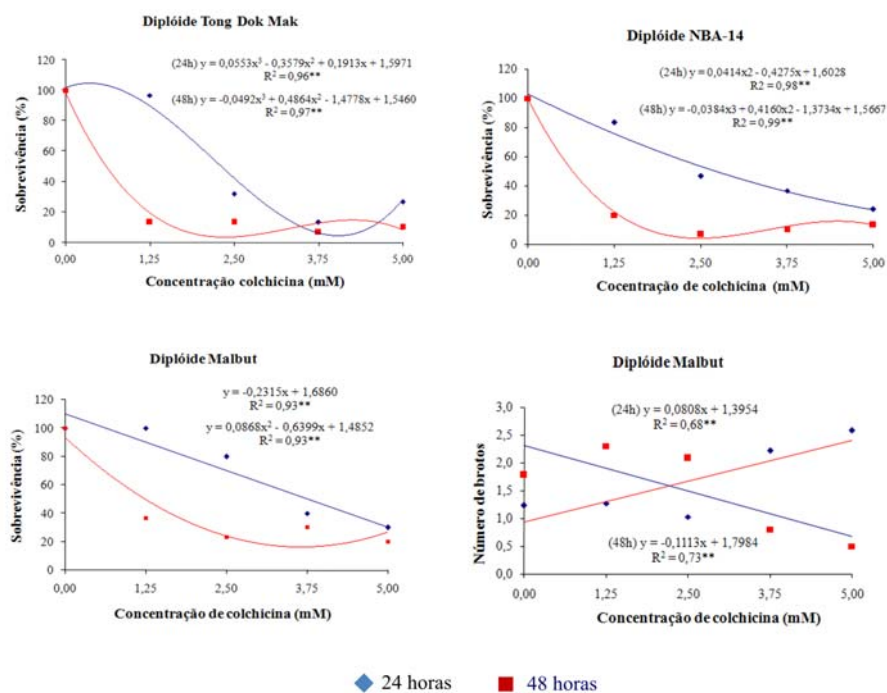 Diplóide Tong Dok Mak
(24h) y = 0,0553x³ - 0,3579x² + 0,1913x + 1,5971
R² = 0,96**
(48h) y = -0,0492x³ + 0,4864x² - 1,4778x + 1,5460
R² = 0,97**
Sobrevivência (%)
120
100
80
60
40
20
0
0,00 1,25 2,50 3,75 5,00
Concentração colchicina (mM)
Diplóide NBA-14
(24h) y = 0,0414x2 - 0,4275x + 1,6028
R2 = 0,98**
(48h) y = -0,0384x3 + 0,4160x2 - 1,3734x + 1,5667
R2 = 0,99**
Sobrevivência (%)
120
100
80
60
40
20
0
0,00 1,25 2,50 3,75 5,00
Cocentração de colchicina (mM)
Diplóide Malbut
y = -0,2315x + 1,6860
R² = 0,93**
y = 0,0868x² - 0,6399x + 1,4852
R² = 0,93**
Sobrevivência (%)
120
100
80
60
40
20
0
0,00 1,25 2,50 3,75 5,00
Concentração de colchicina (mM)
Diplóide Malbut
(24h) y = 0,0808x + 1,3954
R² = 0,68**
(48h) y = -0,1113x + 1,7984
R² = 0,73**
Número de brotos
3,0
2,5
2,0
1,5
1,0
0,5
0,0
0,00 1,25 2,50 3,75 5,00
Concentração de colchicina (mM)
24 horas
48 horas